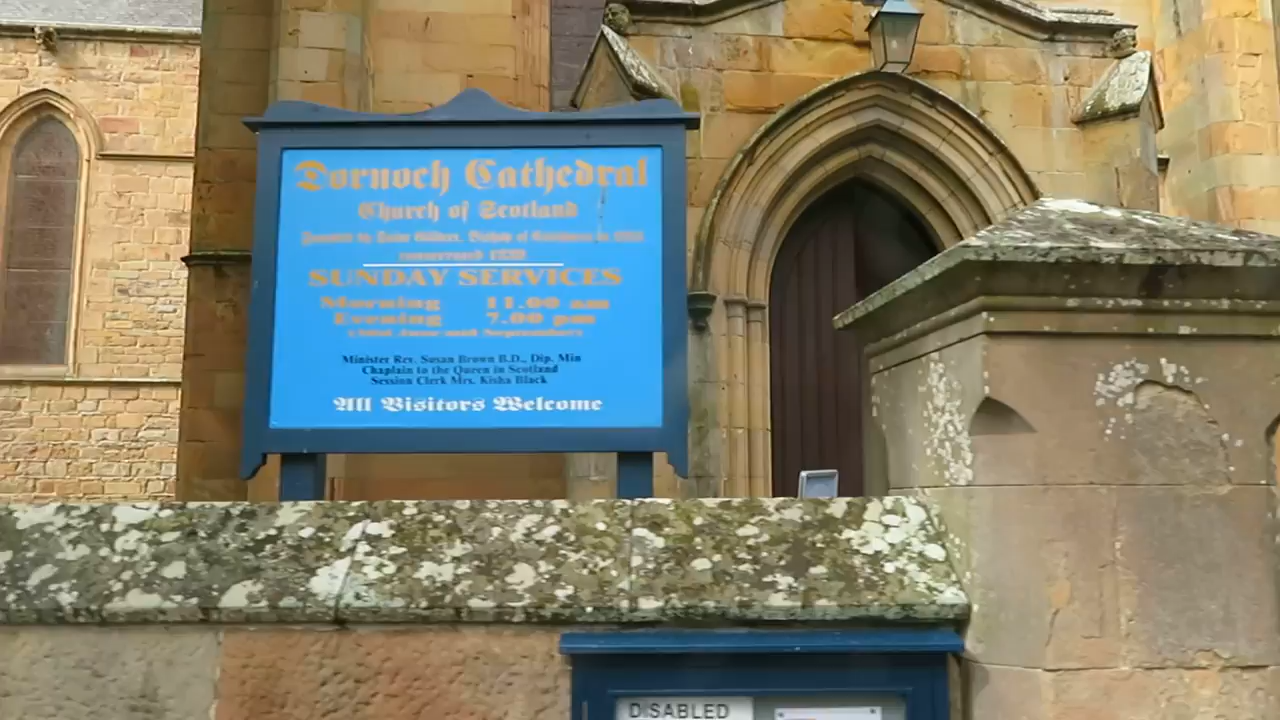 Dornoch Cathedral
Church of Scotland
SUNDAY SERVICES
Morning 11.00 am
Evening 7.00 pm
Minister Rev. Susan Brown B.D., Dip. Min
Chaplain to the Queen in Scotland
Session Clerk Mrs. Kisha Black
All Visitors Welcome
DISABLED